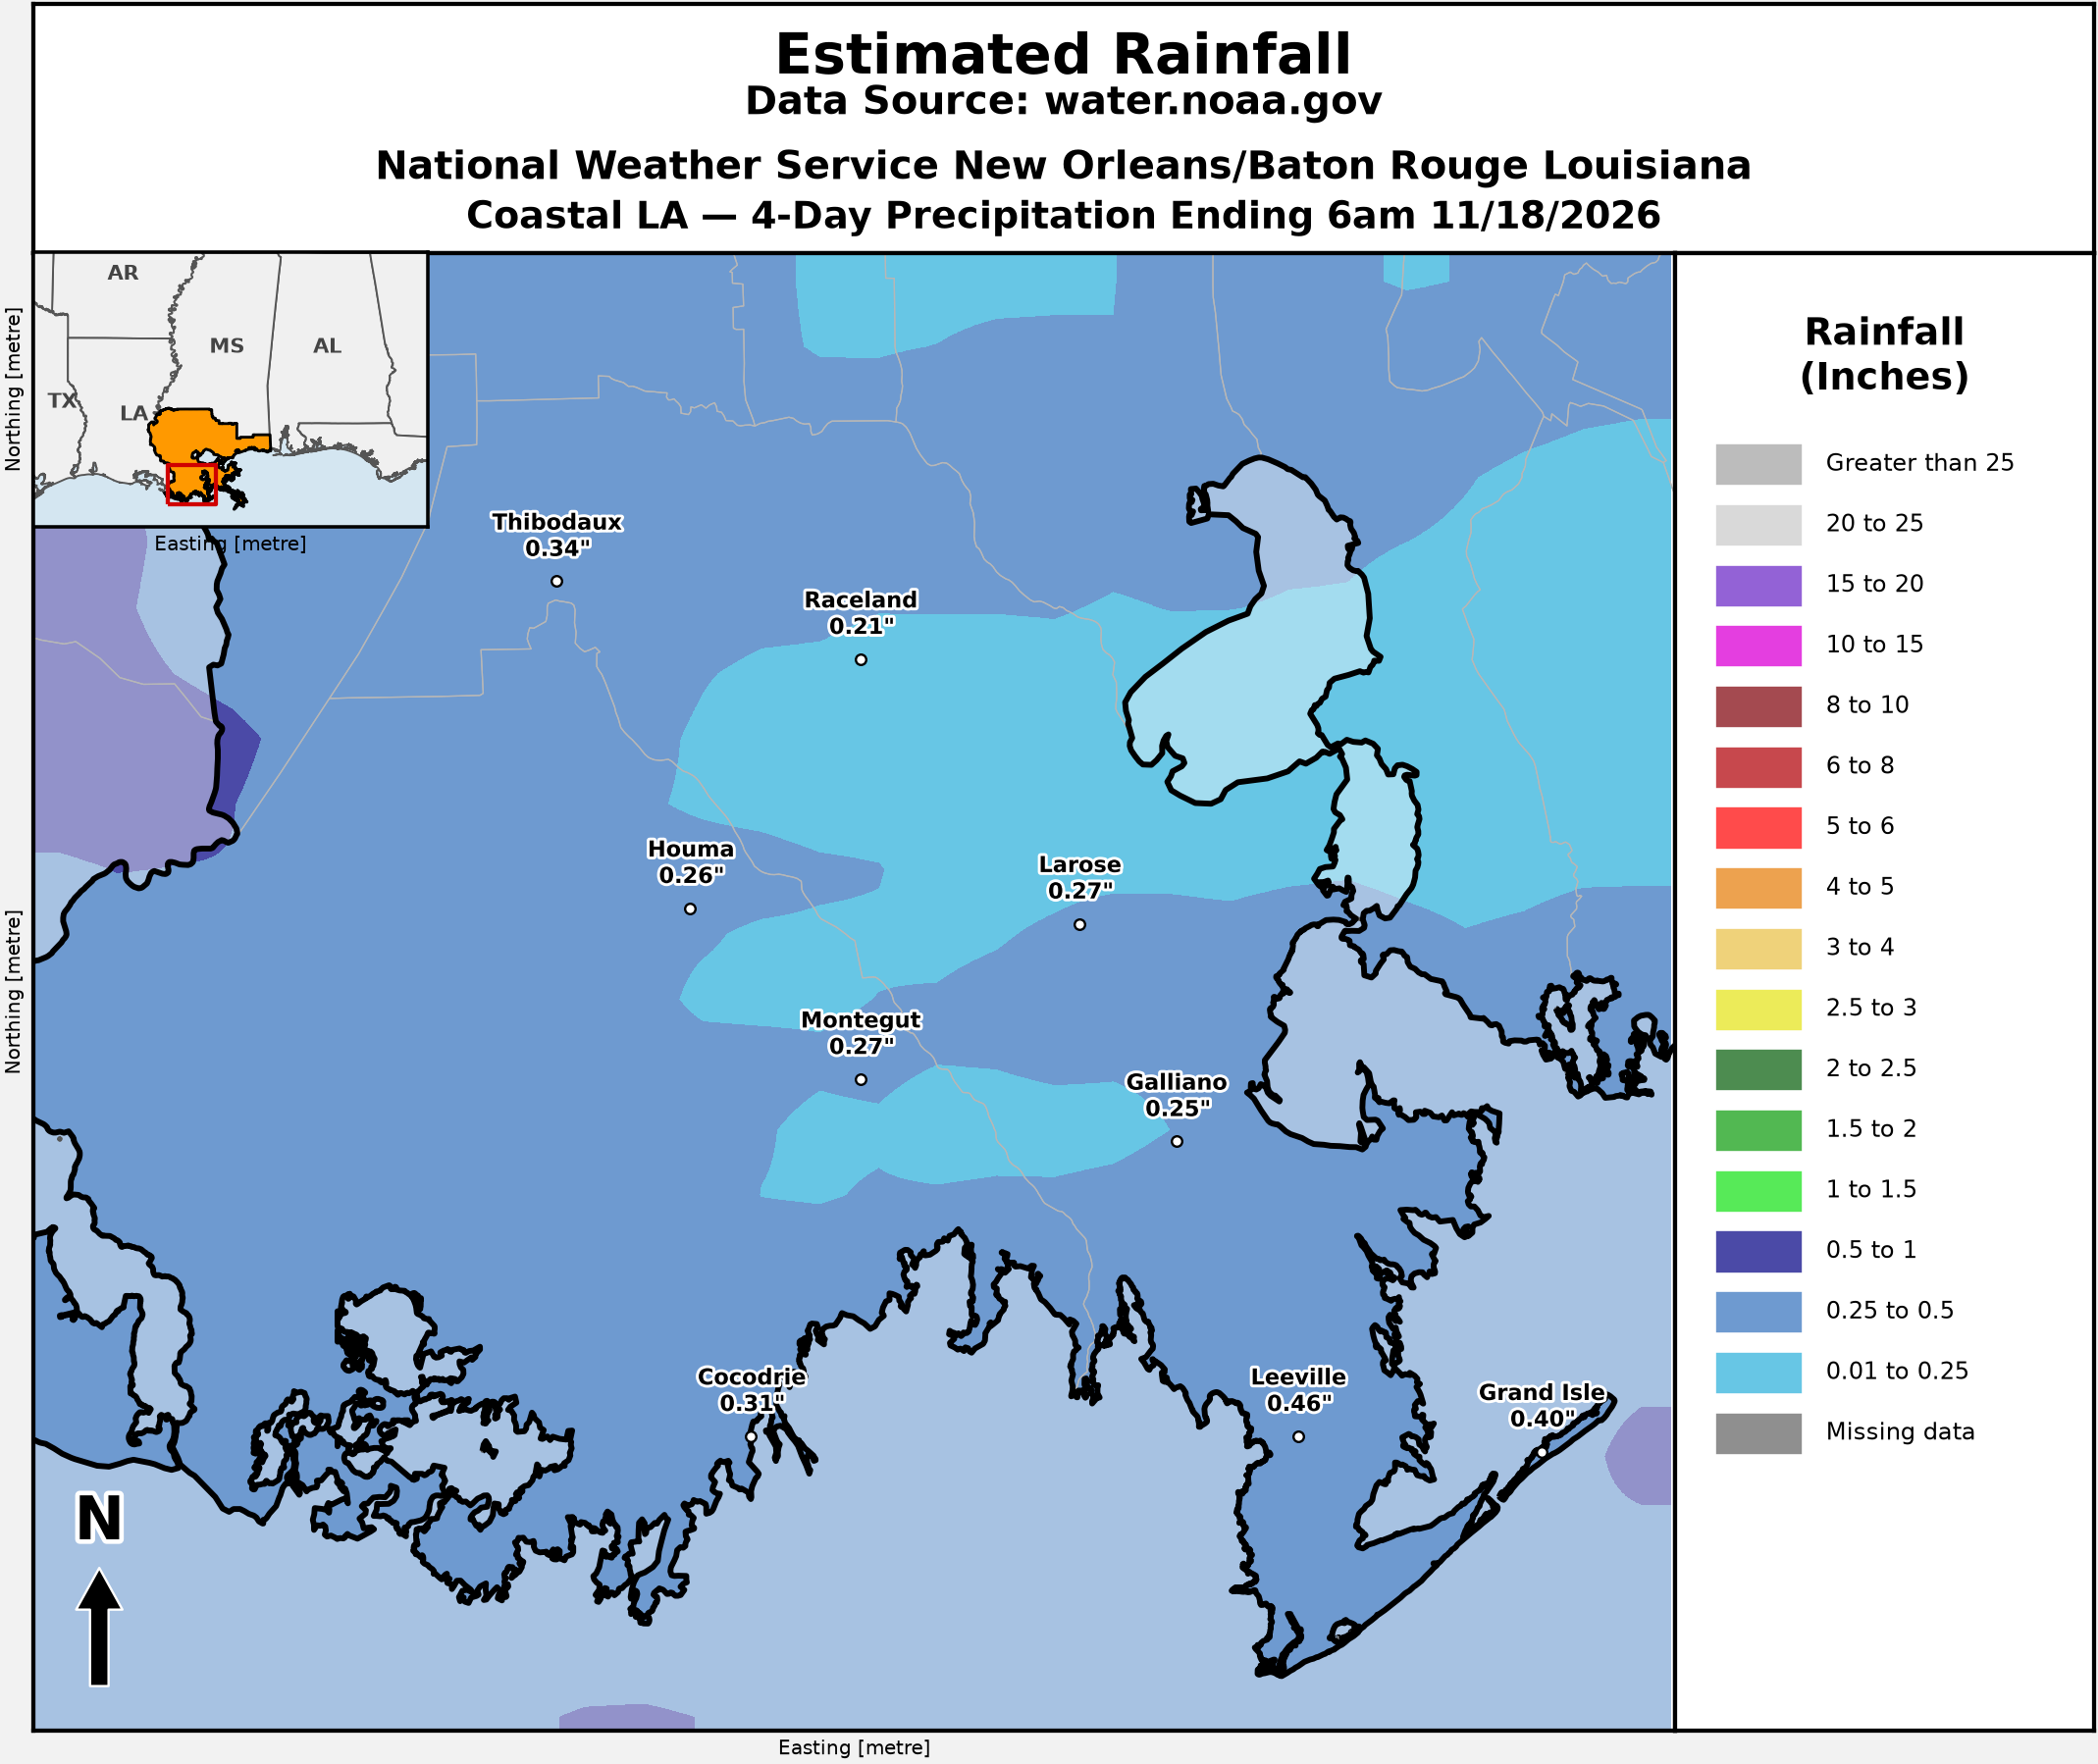 Estimated Rainfall
Data Source: water.noaa.gov
National Weather Service New Orleans/Baton Rouge Louisiana
Coastal LA — 4-Day Precipitation Ending 6am 11/18/2026
Northing [metre]
AR
MS
AL
TX
LA
Easting [metre]
Thibodaux
0.34"
Raceland
0.21"
Houma
0.26"
Larose
0.27"
Northing [metre]
Montegut
0.27"
Galliano
0.25"
Cocodrie
0.31"
Leeville
0.46"
Grand Isle
0.40"
N
Easting [metre]
Rainfall
(Inches)
Greater than 25
20 to 25
15 to 20
10 to 15
8 to 10
6 to 8
5 to 6
4 to 5
3 to 4
2.5 to 3
2 to 2.5
1.5 to 2
1 to 1.5
0.5 to 1
0.25 to 0.5
0.01 to 0.25
Missing data